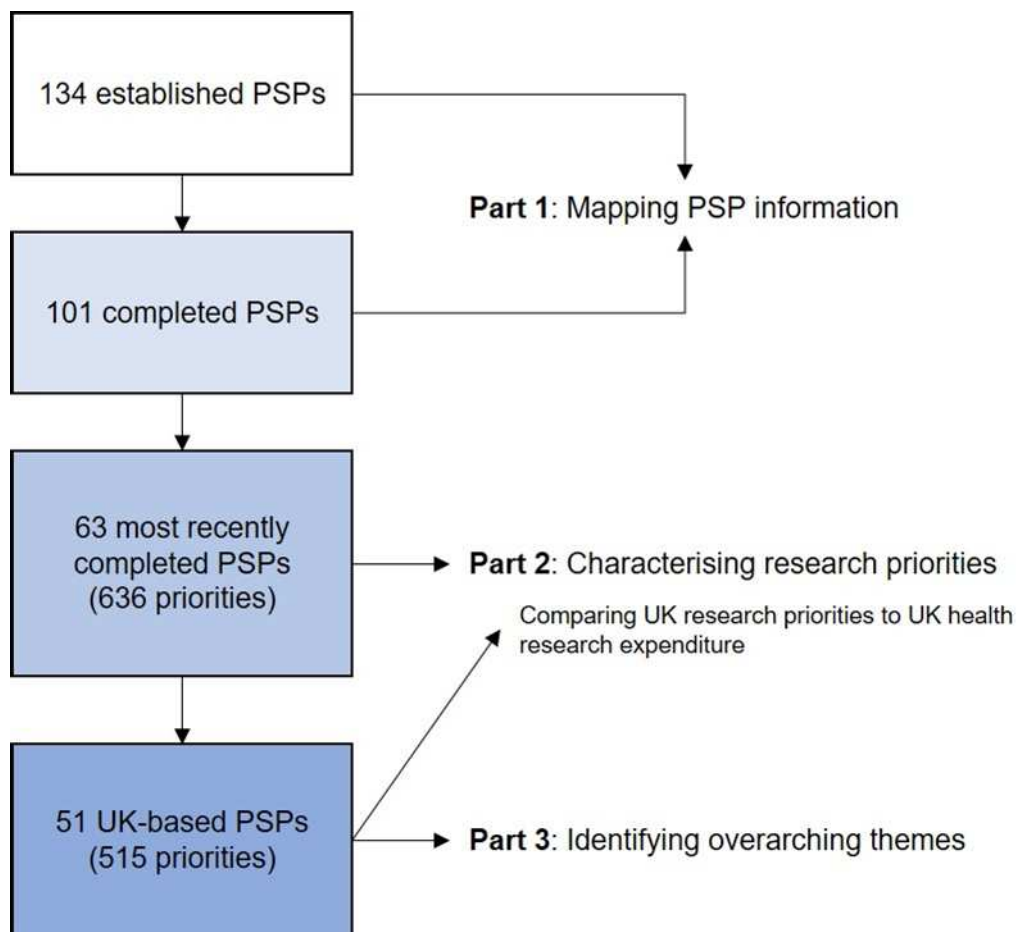 134 established PSPs
Part 1: Mapping PSP information
101 completed PSPs
63 most recently
completed PSPs
(636 priorities)
Part 2: Characterising research priorities
Comparing UK research priorities to UK health
research expenditure
51 UK-based PSPs
(515 priorities)
Part 3: Identifying overarching themes